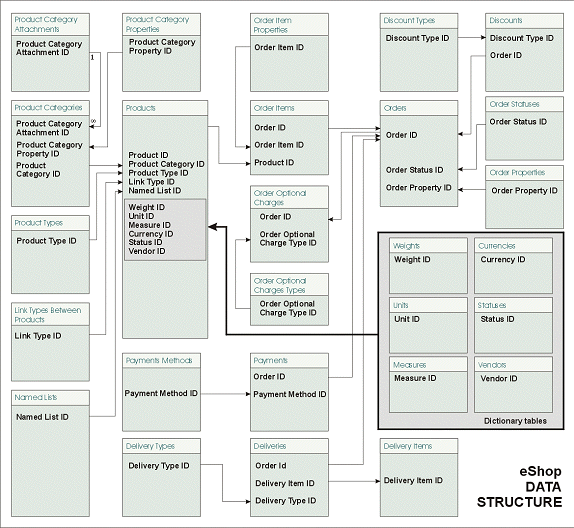 Product Category
Attachments
Product Category
Attachment ID
1
Product Category
Properties
Product Category
Property ID
Order Item
Properties
Order Item ID
Discount Types
Discount Type ID
Discounts
Discount ID
Order ID
Product Categories
∞
Product Category
Attachment ID
Product Category
Property ID
Product
Category ID
Products
Product ID
Product Category ID
Product Type ID
Link Type ID
Named List ID
Weight ID
Unit ID
Measure ID
Currency ID
Status ID
Vendor ID
Order Items
Order ID
Order Item ID
Product ID
Orders
Order ID
Order Status ID
Order Property ID
Order Statuses
Order Status ID
Order Properties
Order Property ID
Product Types
Product Type ID
Order Optional
Charges
Order ID
Order Optional
Charge Type ID
Order Optional
Charges Types
Order Optional
Charge Type ID
Weights
Weight ID
Currencies
Currency ID
Units
Unit ID
Statuses
Status ID
Measures
Measure ID
Vendors
Vendor ID
Dictionary tables
Link Types Between
Products
Link Type ID
Payments Methods
Payment Method ID
Payments
Order ID
Payment Method ID
Named Lists
Named List ID
Delivery Types
Delivery Type ID
Deliveries
Order Id
Delivery Item ID
Delivery Type ID
Delivery Items
Delivery Item ID
eShop
DATA
STRUCTURE